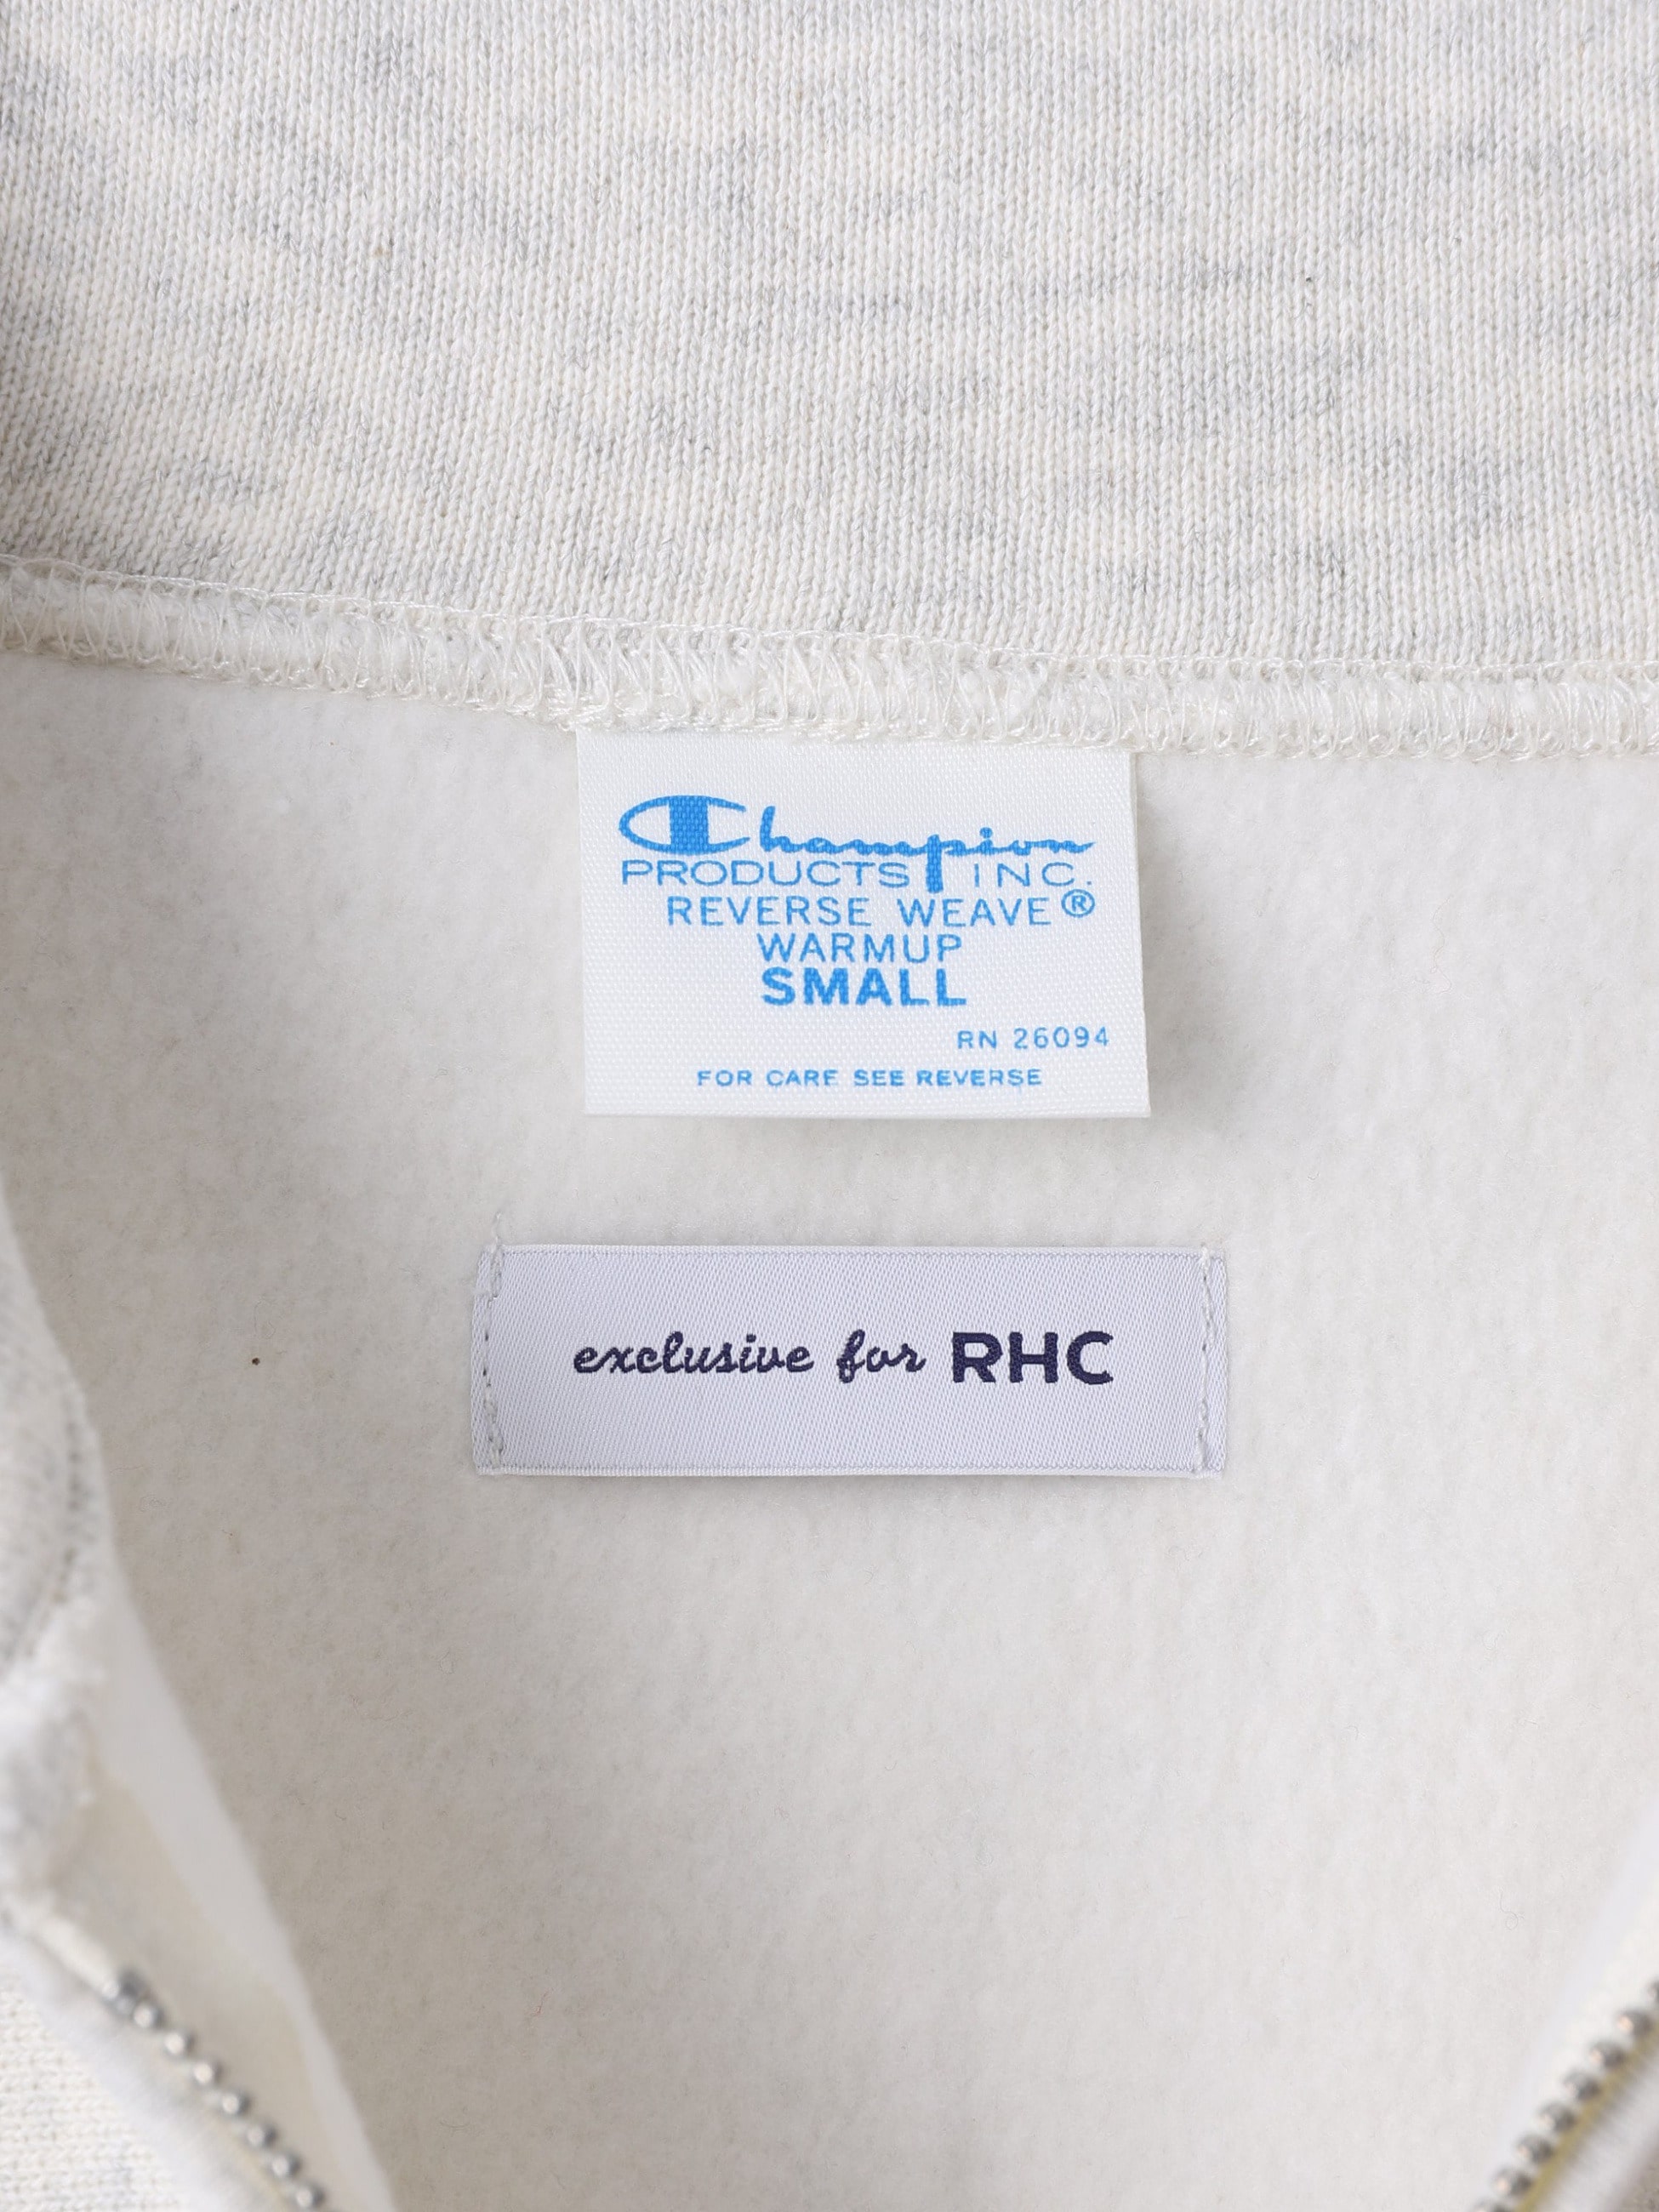 Champion
PRODUCTS INC.
REVERSE WEAVE®
WARMUP
SMALL
RN 26094
FOR CARE SEE REVERSE
exclusive for RHC